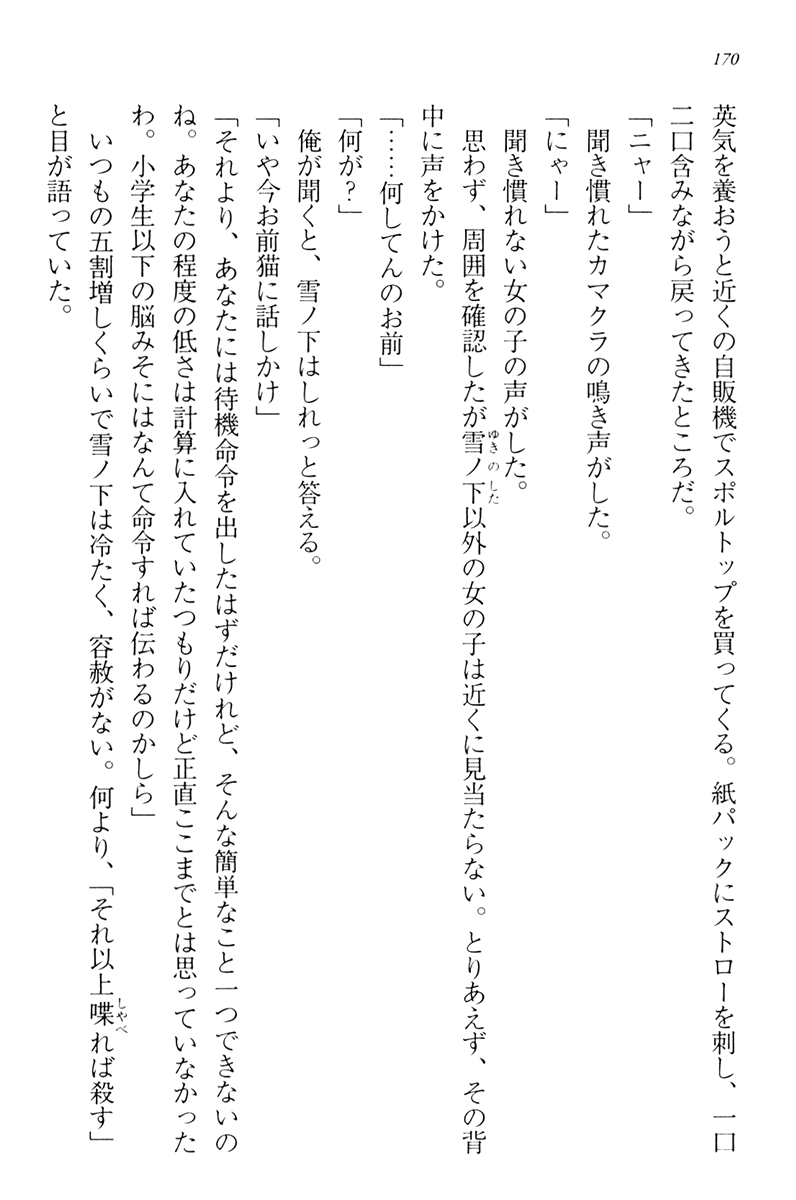 170
英気を養おうと近くの自販機でスポルトップを買ってくる。紙パックにストローを刺し、一口
二口含みながら戻ってきたところだ。
「ニャー」
聞き慣れたカマクラの鳴き声がした。
「にゃー」
聞き慣れない女の子の声がした。
思わず、周囲を確認したが雪ノ下以外の女の子は近くに見当たらない。とりあえず、その背
ゆきのした
中に声をかけた。
「……何してんのお前」
「何が?」
俺が聞くと、雪ノ下はしれっと答える。
「いや今お前猫に話しかけ」
「それより、あなたには待機命令を出したはずだけれど、そんな簡単なこと一つできないの
ね。あなたの程度の低さは計算に入れていたつもりだけど正直ここまでとは思っていなかった
わ。小学生以下の脳みそにはなんて命令すれば伝わるのかしら」
いつもの五割増しくらいで雪ノ下は冷たく、容赦がない。何より、「それ以上喋れば殺す」
しゃべ
と目が語っていた。